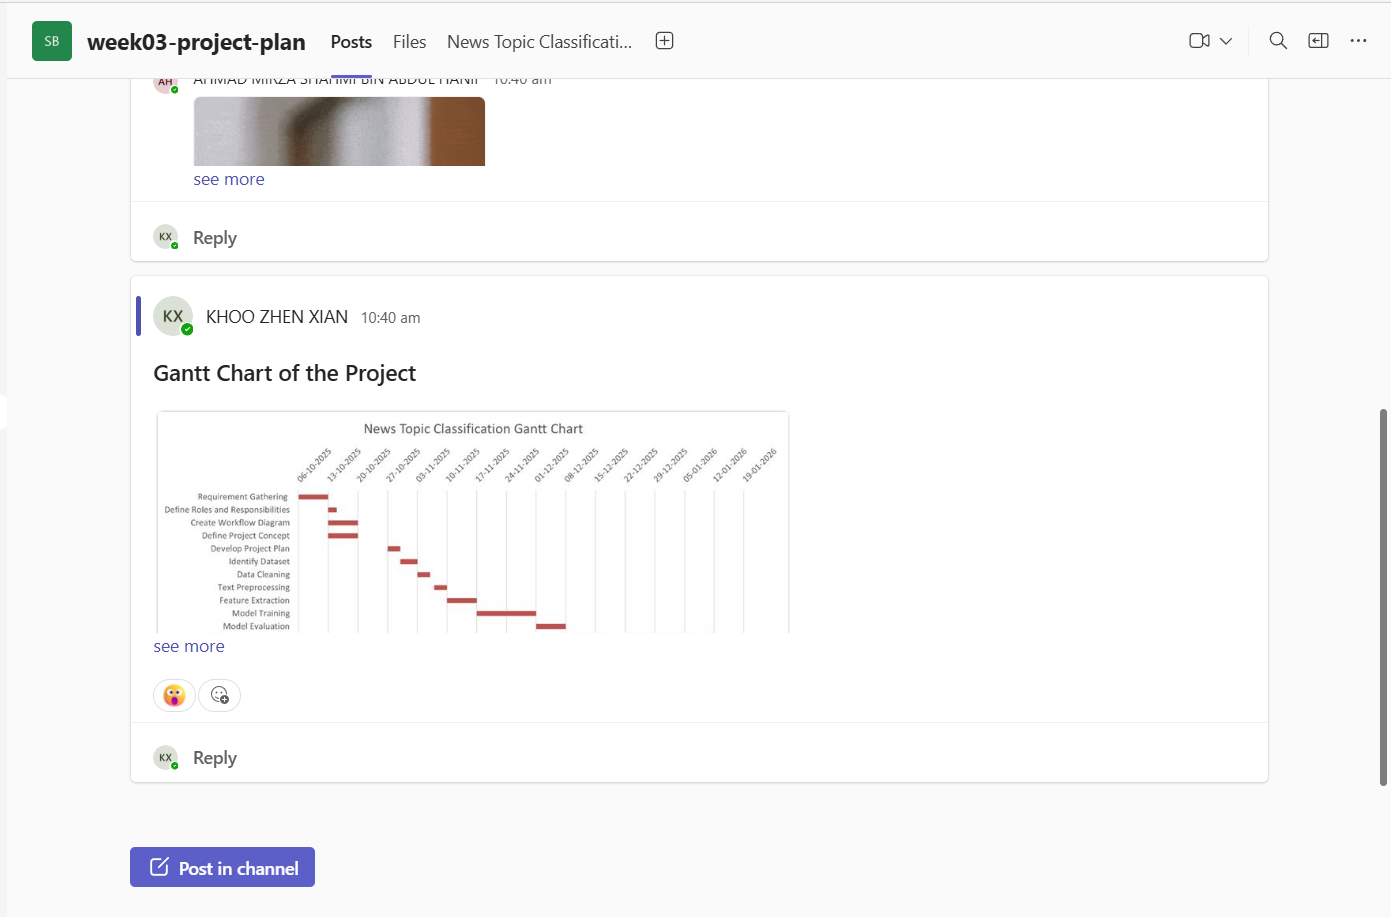 SB week03-project-plan Posts Files News Topic Classificati...
AH AHMAD MIRZA SHAHMI BIN ABDUL HANIF 10:40 am
see more
KX Reply
KX KHOO ZHEN XIAN 10:40 am
Gantt Chart of the Project
News Topic Classification Gantt Chart
06-10-2025 13-10-2025 20-10-2025 27-10-2025 03-11-2025 10-11-2025 17-11-2025 24-11-2025 01-12-2025 08-12-2025 15-12-2025 22-12-2025 29-12-2025 05-01-2026 12-01-2026 19-01-2026
Requirement Gathering
Define Roles and Responsibilities
Create Workflow Diagram
Define Project Concept
Develop Project Plan
Identify Dataset
Data Cleaning
Text Preprocessing
Feature Extraction
Model Training
Model Evaluation
see more
KX Reply
Post in channel